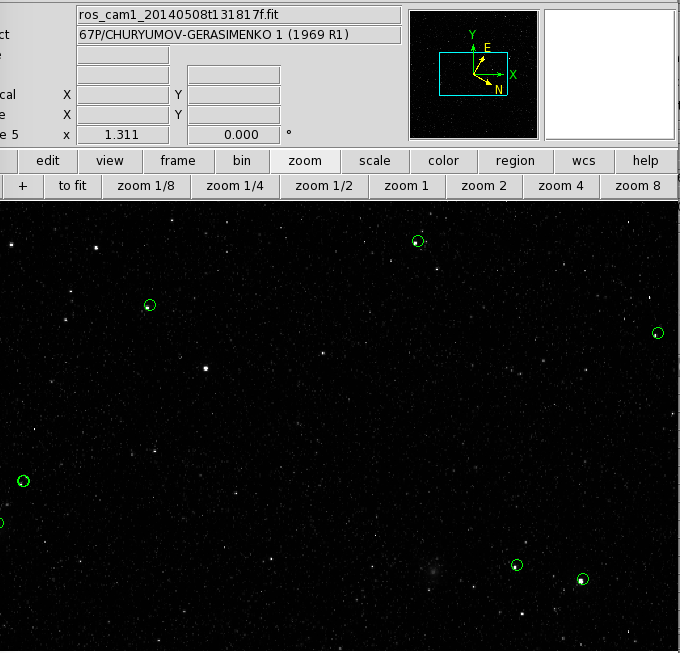 ros_cam1_20140508t131817f.fit
ct 67P/CHURYUMOV-GERASIMENKO 1 (1969 R1)
e
cal X Y
e X Y
e 5 x 1.311 0.000 °
Y
E
X
N
edit view frame bin zoom scale color region wcs help
+ to fit zoom 1/8 zoom 1/4 zoom 1/2 zoom 1 zoom 2 zoom 4 zoom 8